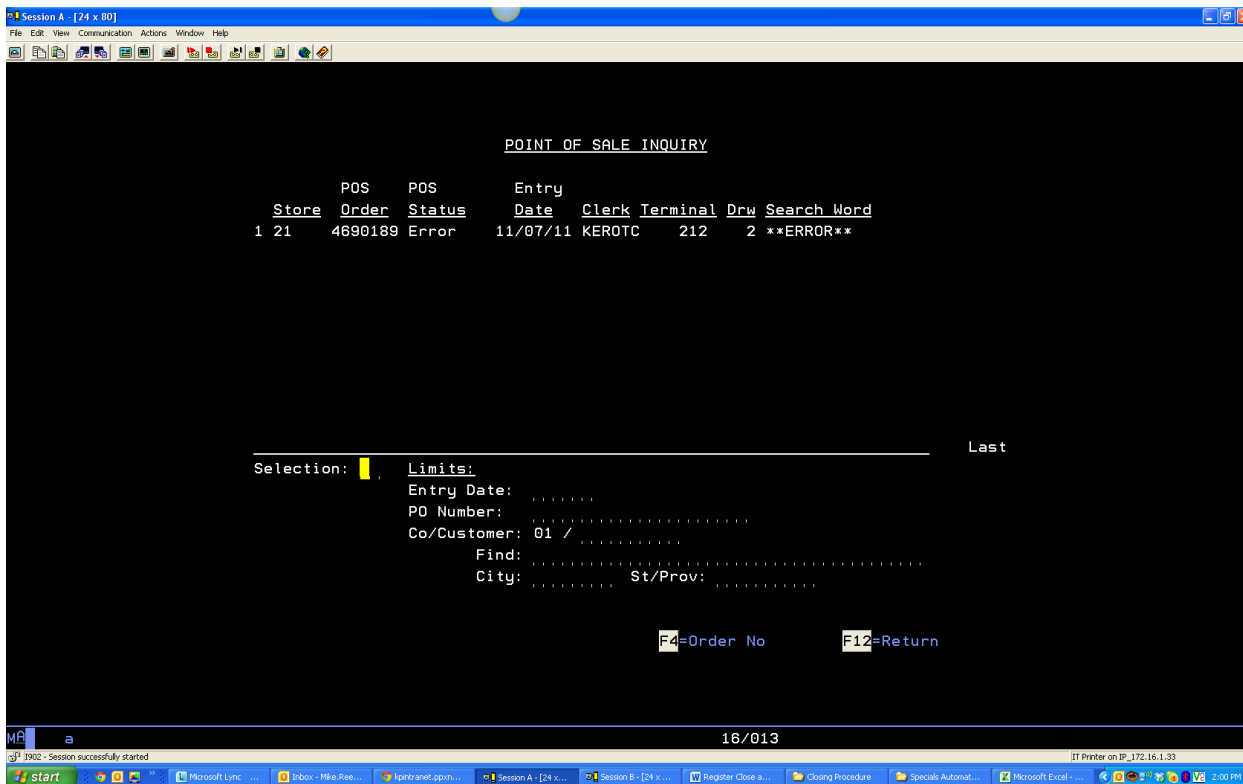 Session A - [24 x 80]
File Edit View Communication Actions Window Help
POINT OF SALE INQUIRY
POS POS Entry
Store Order Status Date Clerk Terminal Drw Search Word
1 21 4690189 Error 11/07/11 KEROTC 212 2 **ERROR**
Last
Selection: Limits:
Entry Date:
PO Number:
Co/Customer: 01 /
Find:
City: St/Prov:
F4=Order No F12=Return
MA a 16/013
I902 - Session successfully started IT Printer on IP_172.16.1.33
start Microsoft Lync ... Inbox - Mike.Ree... kpintranet.ppxn... Session A - [24 x... Session B - [24 x ... Register Close a... Closing Procedure Specials Automat... Microsoft Excel - ... 2:00 PM